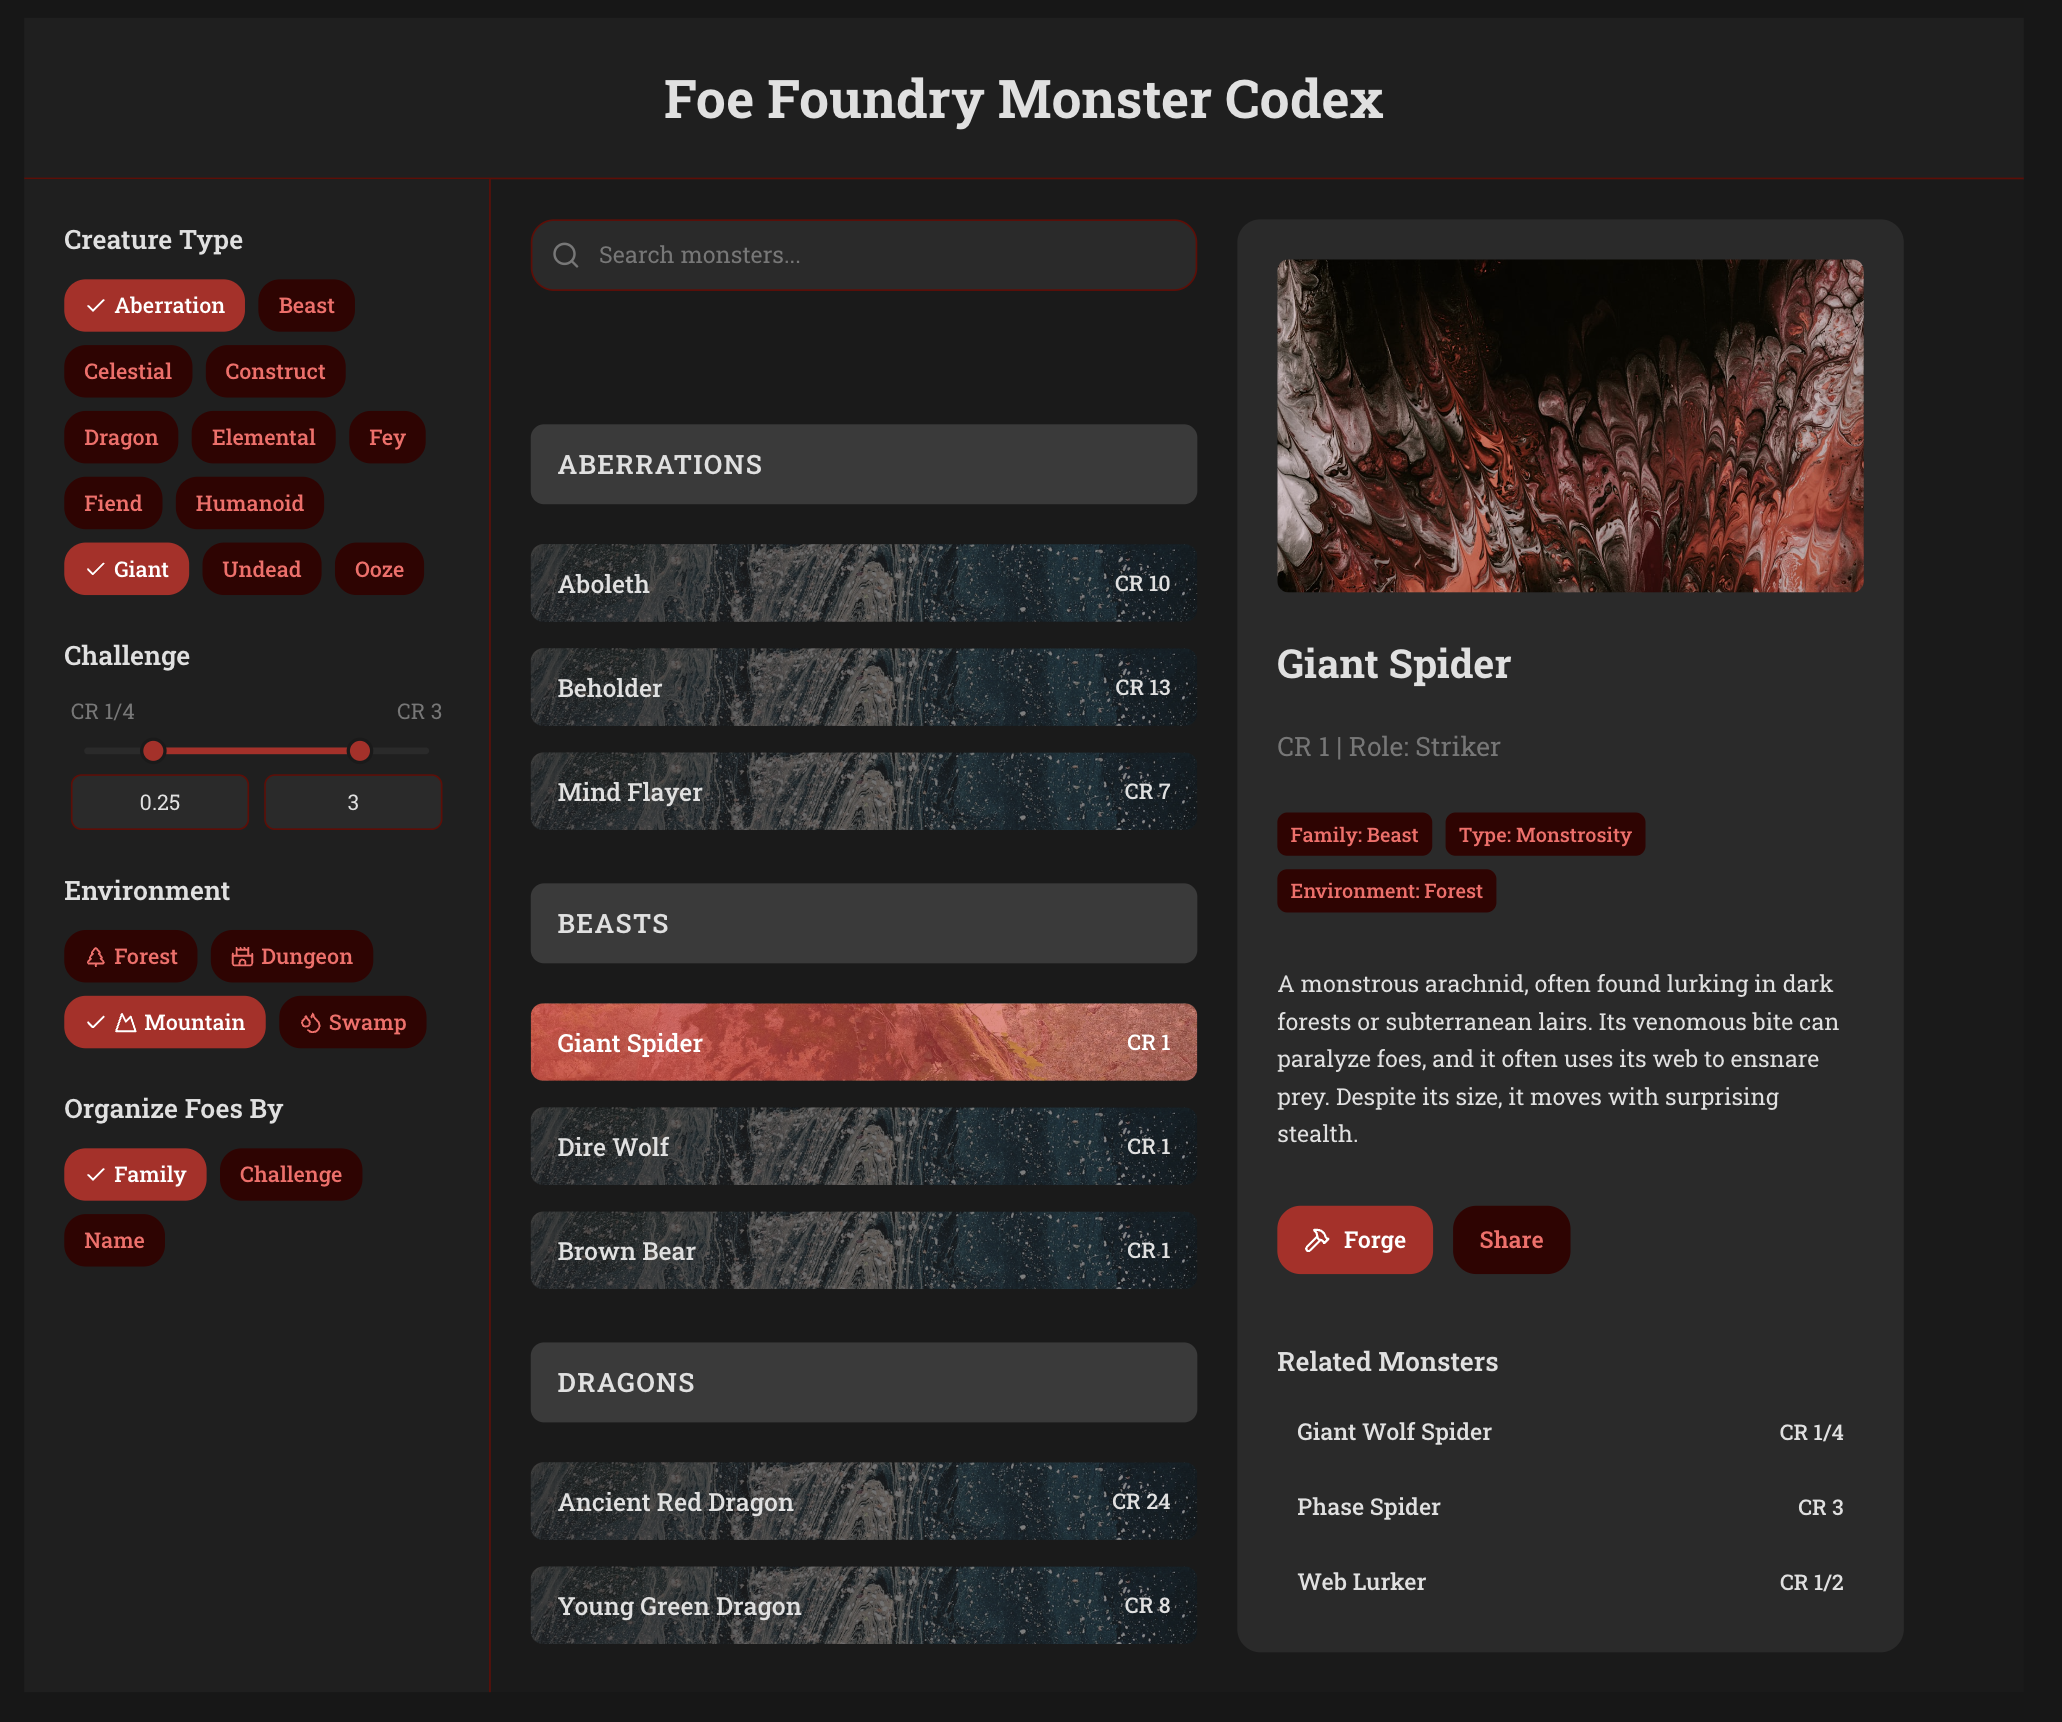 Foe Foundry Monster Codex
Creature Type
Aberration
Beast
Celestial
Construct
Dragon
Elemental
Fey
Fiend
Humanoid
Giant
Undead
Ooze
Challenge
CR 1/4
CR 3
0.25
3
Environment
Forest
Dungeon
Mountain
Swamp
Organize Foes By
Family
Challenge
Name
Search monsters...
ABERRATIONS
Aboleth CR 10
Beholder CR 13
Mind Flayer CR 7
BEASTS
Giant Spider CR 1
Dire Wolf CR 1
Brown Bear CR 1
DRAGONS
Ancient Red Dragon CR 24
Young Green Dragon CR 8
Giant Spider
CR 1 | Role: Striker
Family: Beast
Type: Monstrosity
Environment: Forest
A monstrous arachnid, often found lurking in dark
forests or subterranean lairs. Its venomous bite can
paralyze foes, and it often uses its web to ensnare
prey. Despite its size, it moves with surprising
stealth.
Forge
Share
Related Monsters
Giant Wolf Spider CR 1/4
Phase Spider CR 3
Web Lurker CR 1/2